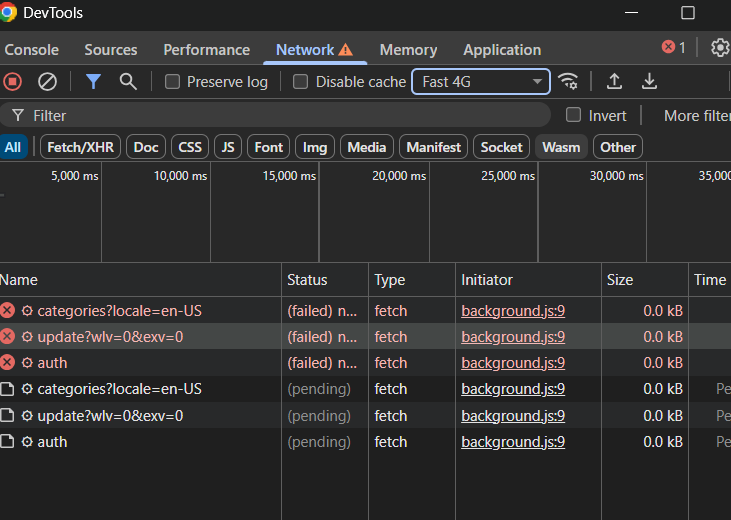 DevTools
Console Sources Performance Network Memory Application 1
Preserve log Disable cache Fast 4G
Filter Invert More filter
All Fetch/XHR Doc CSS JS Font Img Media Manifest Socket Wasm Other
5,000 ms 10,000 ms 15,000 ms 20,000 ms 25,000 ms 30,000 ms 35,000
Name Status Type Initiator Size Time
categories?locale=en-US (failed) n... fetch background.js:9 0.0 kB
update?wlv=0&exv=0 (failed) n... fetch background.js:9 0.0 kB
auth (failed) n... fetch background.js:9 0.0 kB
categories?locale=en-US (pending) fetch background.js:9 0.0 kB Pe
update?wlv=0&exv=0 (pending) fetch background.js:9 0.0 kB Pe
auth (pending) fetch background.js:9 0.0 kB Pe